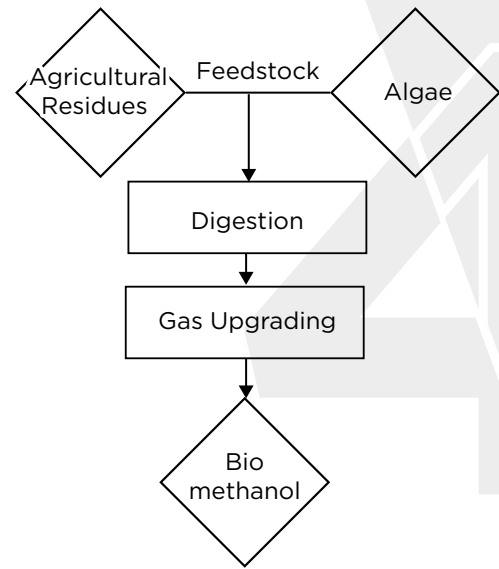 Agricultural
Residues
Feedstock
Algae
Digestion
Gas Upgrading
Bio
methanol